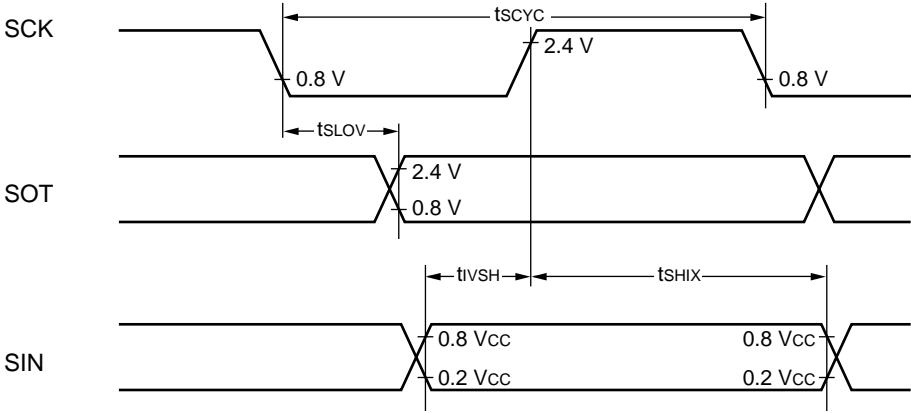 tSCYC
SCK
2.4 V
0.8 V
0.8 V
tSLOV
2.4 V
SOT
0.8 V
tIVSH
tSHIX
0.8 VCC
0.8 VCC
SIN
0.2 VCC
0.2 VCC